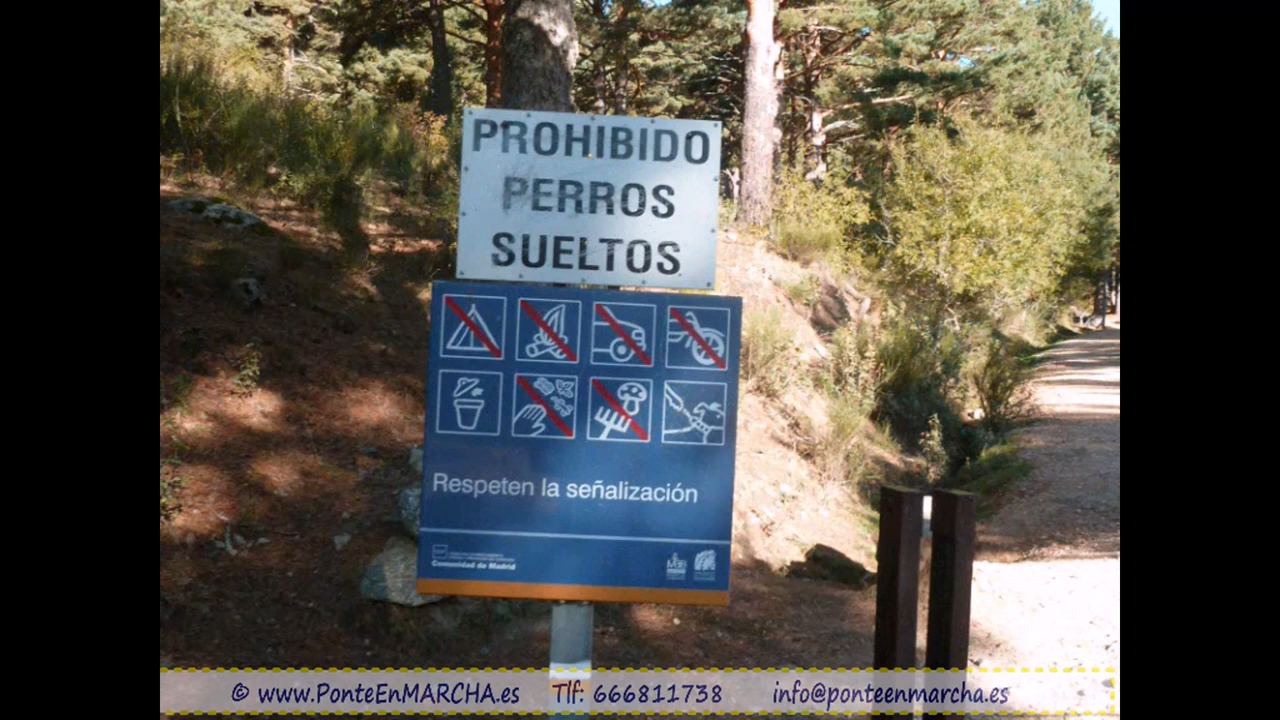 PROHIBIDO
PERROS
SUELTOS
Respeten la señalización
Comunidad de Madrid
© www.PonteEnMARCHA.es Tlf: 666811738 info@ponteenmarcha.es